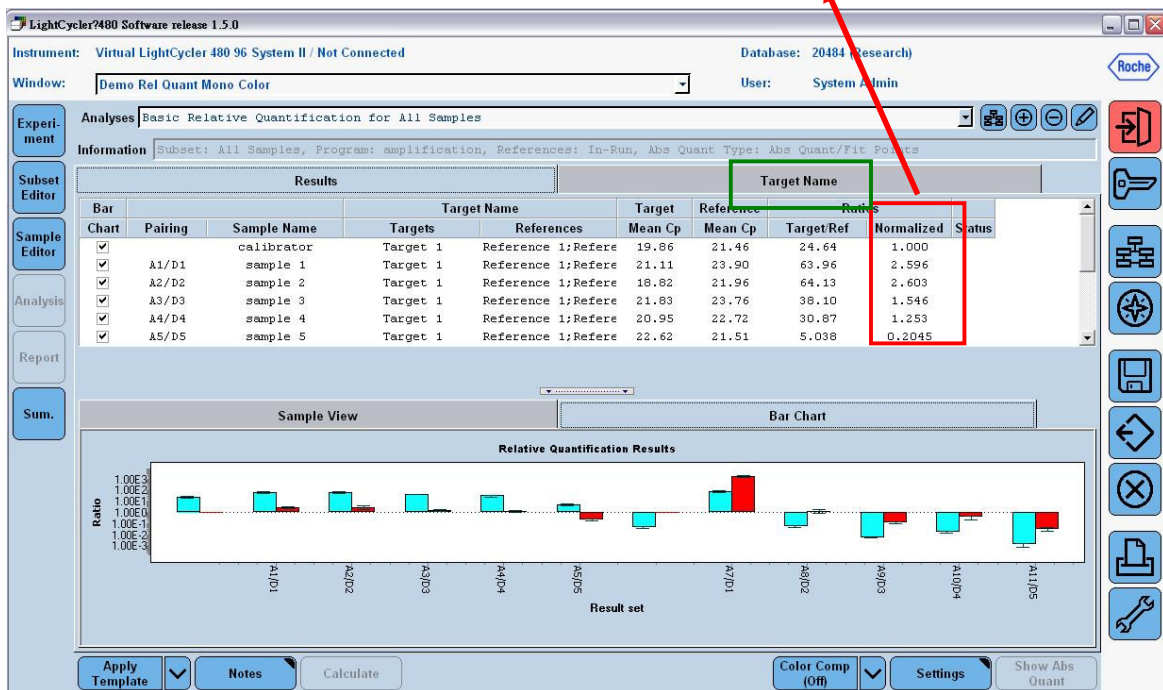 LightCycler?480 Software release 1.5.0
Instrument: Virtual LightCycler 480 96 System II / Not Connected Database: 20484 (Research)
Window: Demo Rel Quant Mono Color User: System Admin
Roche
Experi-
ment
Subset
Editor
Sample
Editor
Analysis
Report
Sum.
Analyses Basic Relative Quantification for All Samples
Information Subset: All Samples, Program: amplification, References: In-Run, Abs Quant Type: Abs Quant/Fit Points
Results Target Name
Bar Target Name Target Reference Ratios
Chart Pairing Sample Name Targets References Mean Cp Mean Cp Target/Ref Normalized Status
calibrator Target 1 Reference 1;Refere 19.86 21.46 24.64 1.000
A1/D1 sample 1 Target 1 Reference 1;Refere 21.11 23.90 63.96 2.596
A2/D2 sample 2 Target 1 Reference 1;Refere 18.82 21.96 64.13 2.603
A3/D3 sample 3 Target 1 Reference 1;Refere 21.83 23.76 38.10 1.546
A4/D4 sample 4 Target 1 Reference 1;Refere 20.95 22.72 30.87 1.253
A5/D5 sample 5 Target 1 Reference 1;Refere 22.62 21.51 5.038 0.2045
Sample View Bar Chart
Relative Quantification Results
Ratio
1.00E3
1.00E2
1.00E1
1.00E0
1.00E-1
1.00E-2
1.00E-3
A1/D1 A2/D2 A3/D3 A4/D4 A5/D5 A7/D1 A8/D2 A9/D3 A10/D4 A11/D5
Result set
Apply
Template
Notes
Calculate
Color Comp
(Off)
Settings
Show Abs
Quant